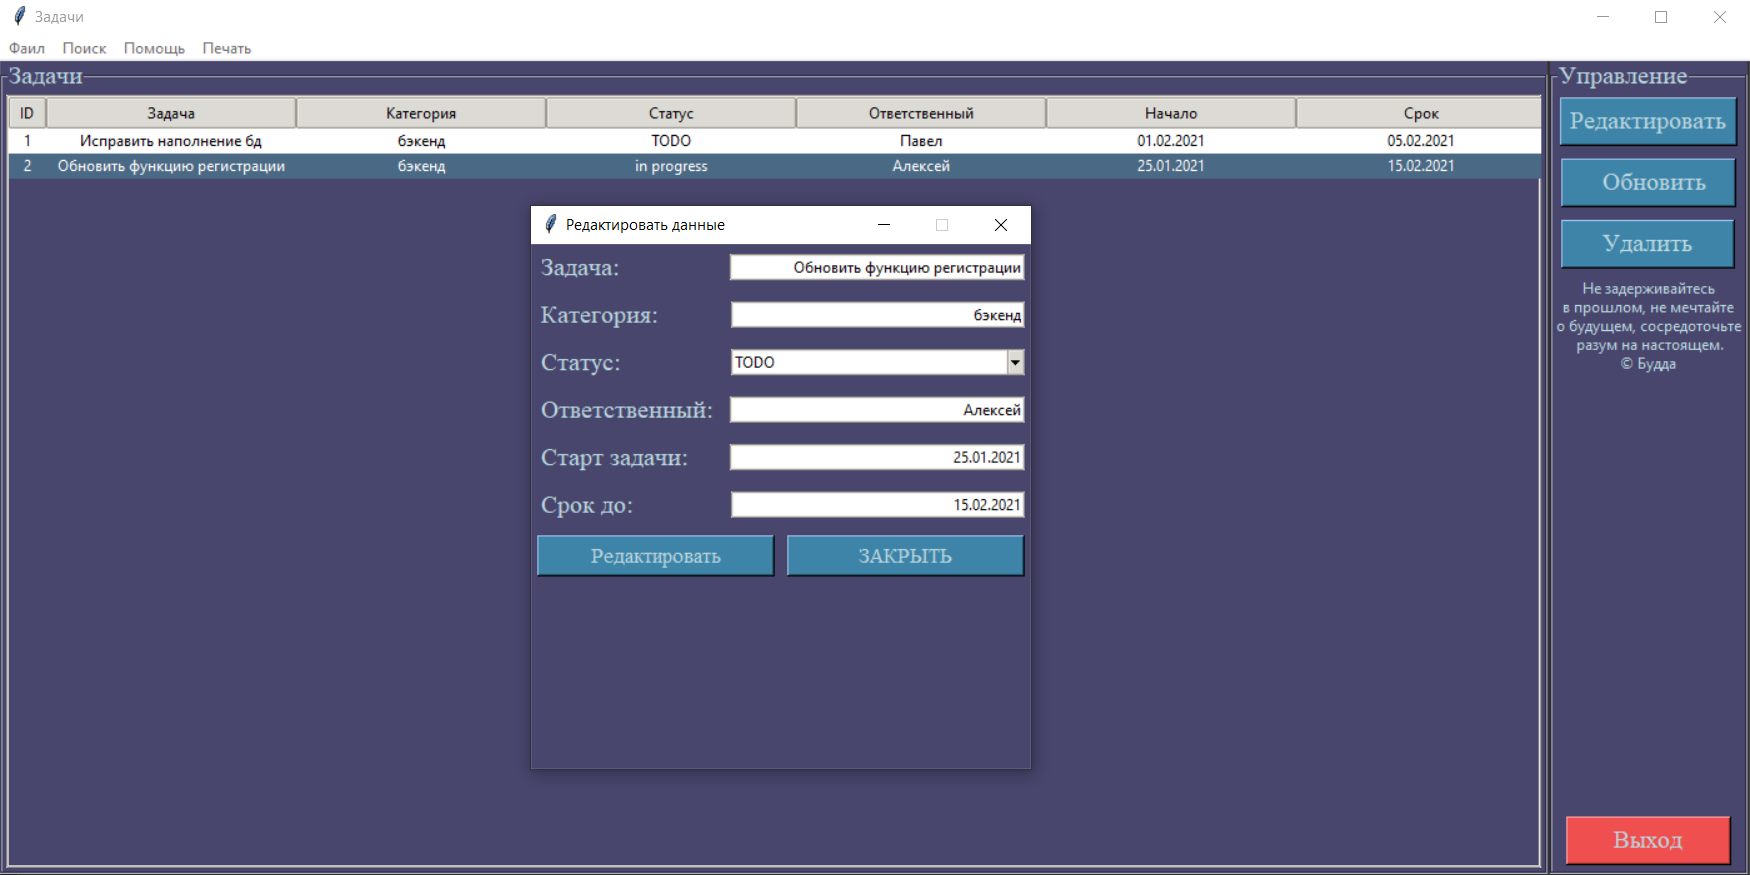 Задачи
Фаил Поиск Помощь Печать
Задачи
ID Задача Категория Статус Ответственный Начало Срок
1 Исправить наполнение бд бэкенд TODO Павел 01.02.2021 05.02.2021
2 Обновить функцию регистрации бэкенд in progress Алексей 25.01.2021 15.02.2021
Редактировать данные
Задача: Обновить функцию регистрации
Категория: бэкенд
Статус: TODO
Ответственный: Алексей
Старт задачи: 25.01.2021
Срок до: 15.02.2021
Редактировать ЗАКРЫТЬ
Управление
Редактировать
Обновить
Удалить
Не задерживайтесь
в прошлом, не мечтайте
о будущем, сосредоточьте
разум на настоящем.
© Будда
Выход